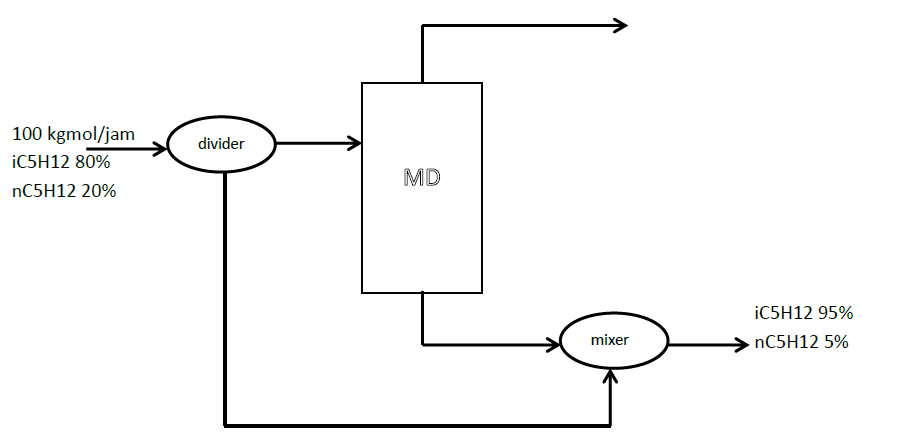 100 kgmol/jam
iC5H12 80%
nC5H12 20%
divider
MD
mixer
iC5H12 95%
nC5H12 5%